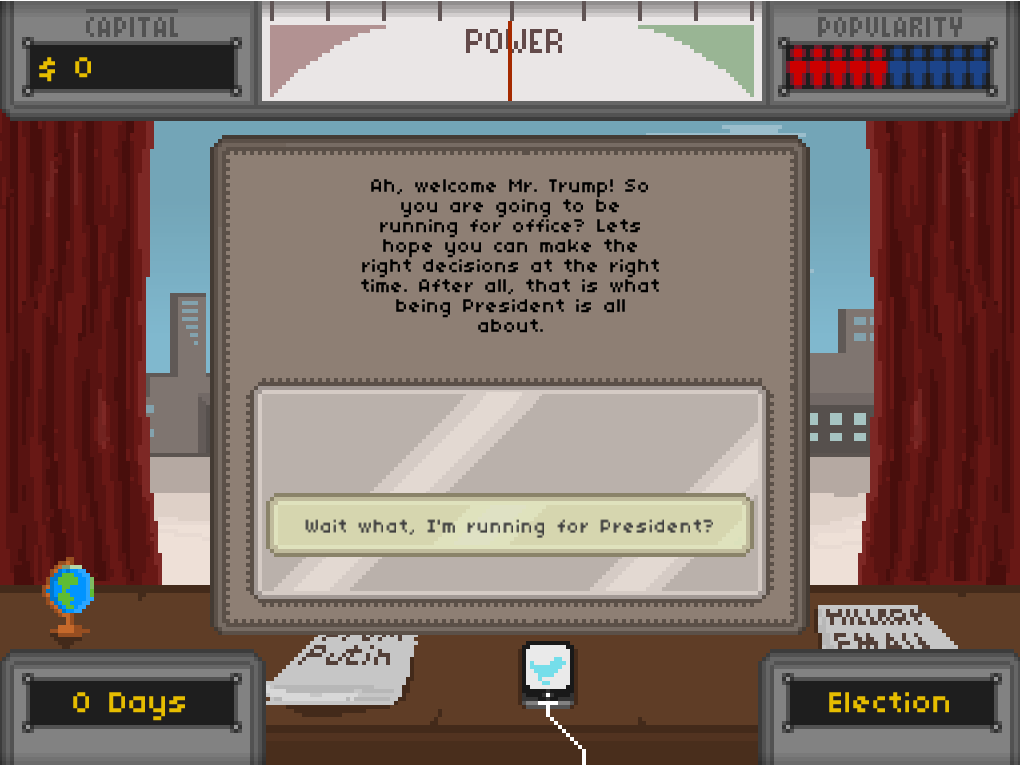 CAPITAL
POWER
POPULARITY
$ 0
Ah, welcome Mr. Trump! So
you are going to be
running for office? Lets
hope you can make the
right decisions at the right
time. After all, that is what
being President is all
about.
Wait what, I'm running for President?
Putin
0 Days
Election